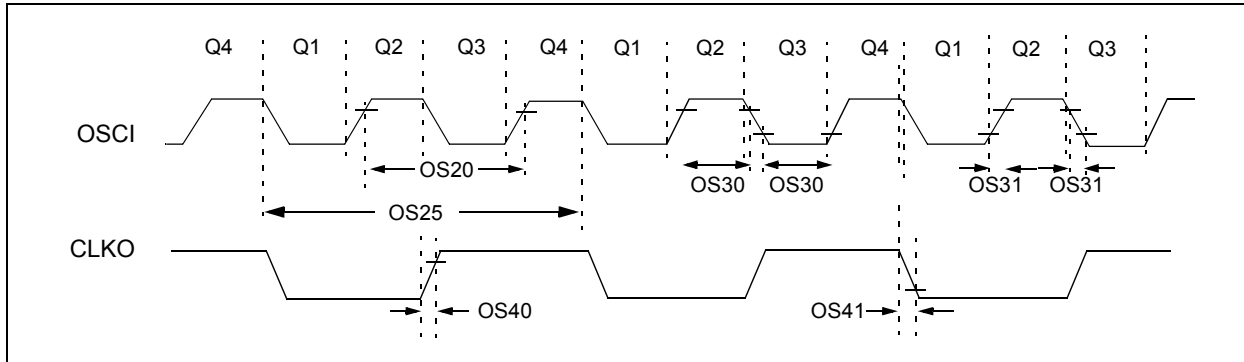 Q4 Q1 Q2 Q3 Q4 Q1 Q2 Q3 Q4 Q1 Q2 Q3
OSCI
OS20 OS30 OS30 OS31 OS31
OS25
CLKO
OS40 OS41